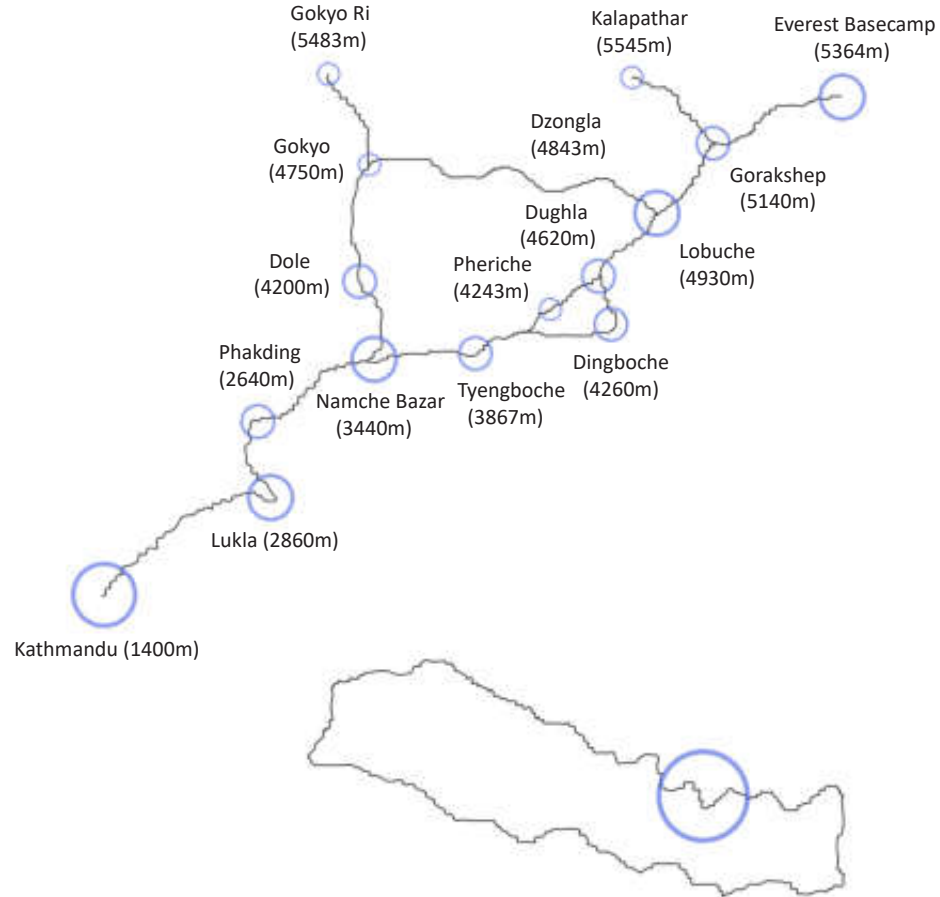 Gokyo Ri
(5483m)
Kalapathar
(5545m)
Everest Basecamp
(5364m)
Gokyo
(4750m)
Dzongla
(4843m)
Gorakshep
(5140m)
Dughla
(4620m)
Lobuche
(4930m)
Dole
(4200m)
Pheriche
(4243m)
Phakding
(2640m)
Namche Bazar
(3440m)
Tyengboche
(3867m)
Dingboche
(4260m)
Lukla (2860m)
Kathmandu (1400m)